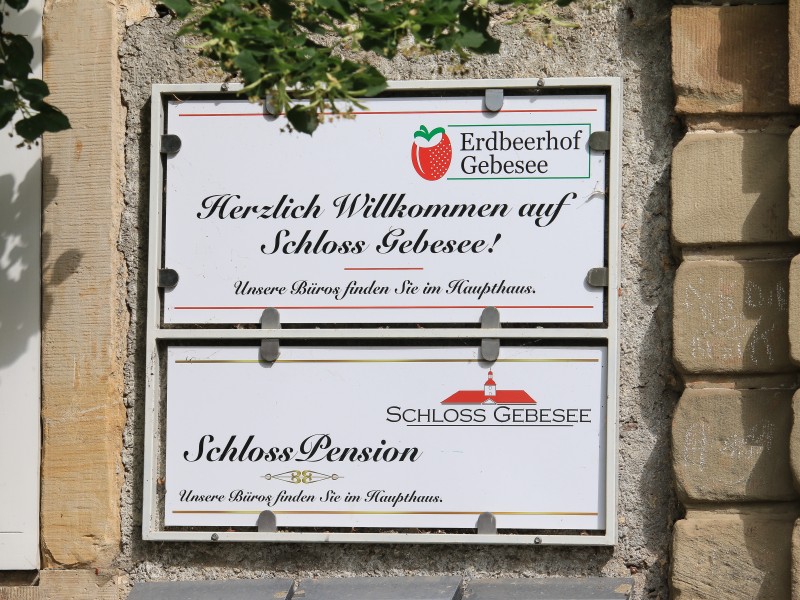 Erdbeerhof
Gebesee
Herzlich Willkommen auf
Schloss Gebesee!
Unsere Büros finden Sie im Haupthaus.
SCHLOSS GEBESEE
SchlossPension
Unsere Büros finden Sie im Haupthaus.